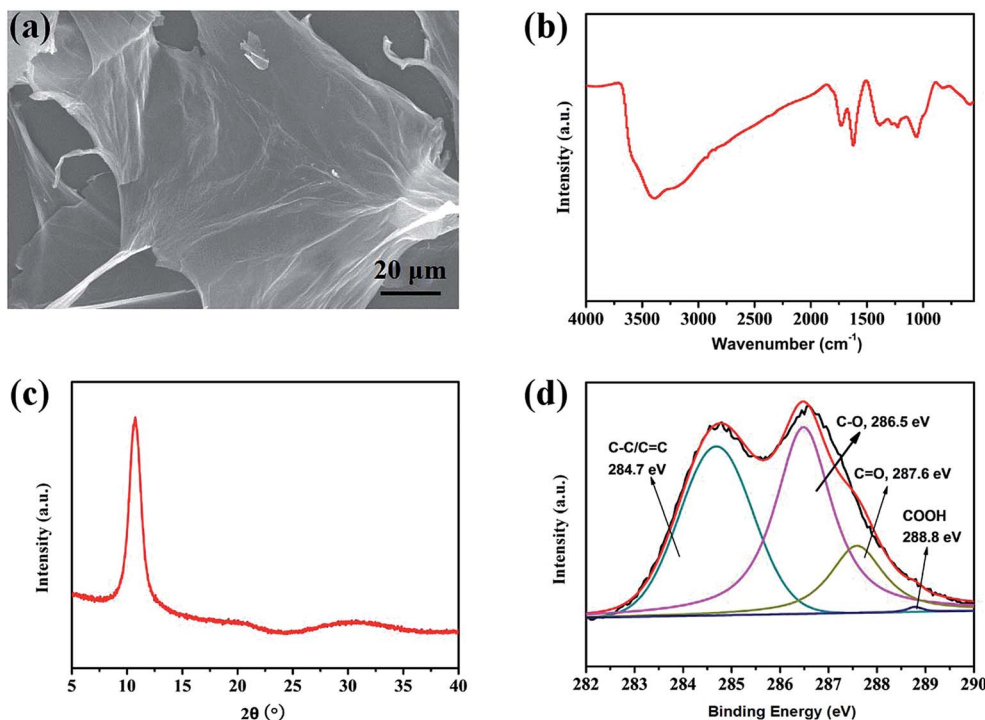 (a)
20 μm
(b)
Intensity (a.u.)
4000 3500 3000 2500 2000 1500 1000
Wavenumber (cm⁻¹)
(c)
Intensity (a.u.)
5 10 15 20 25 30 35 40
2θ (°)
(d)
Intensity (a.u.)
C-C/C=C
284.7 eV
C-O, 286.5 eV
C=O, 287.6 eV
COOH
288.8 eV
282 283 284 285 286 287 288 289 290
Binding Energy (eV)